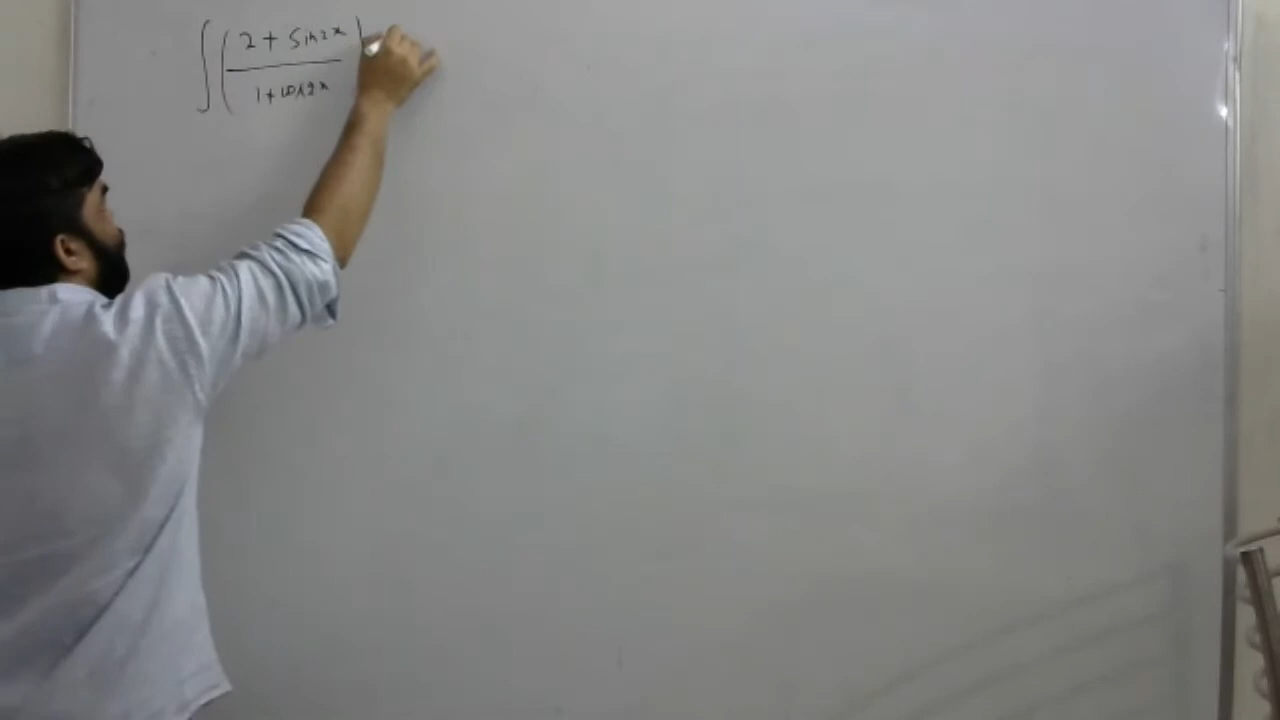 ∫ ( (2 + Sin2x) / (1 + cos2x) )